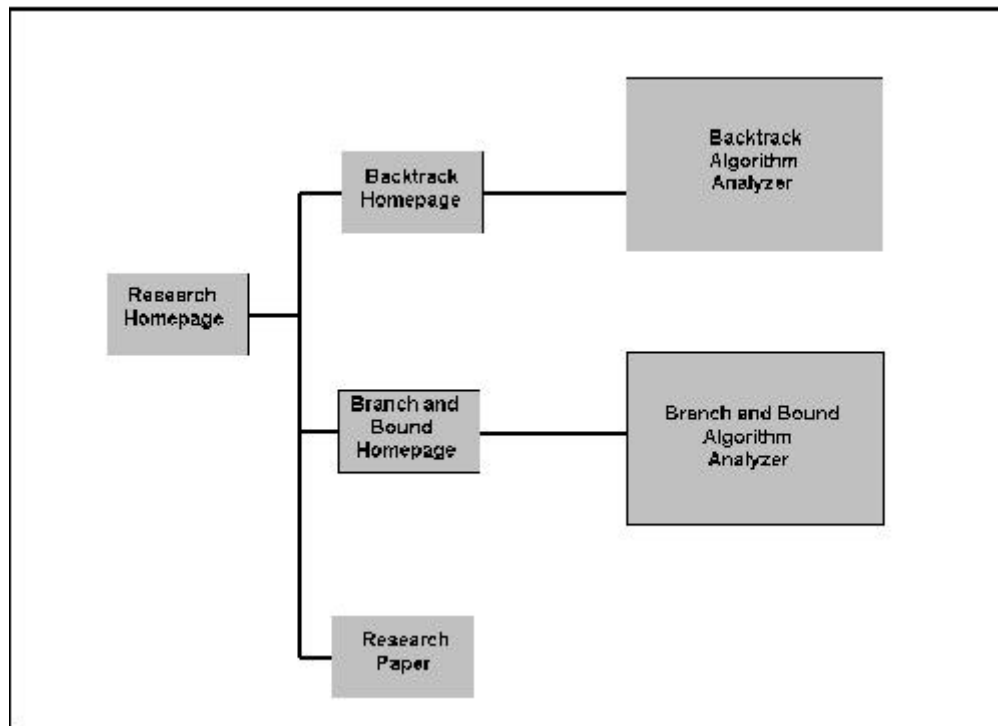 Backtrack
Algorithm
Analyzer
Backtrack
Homepage
Research
Homepage
Branch and
Bound
Homepage
Branch and Bound
Algorithm
Analyzer
Research
Paper